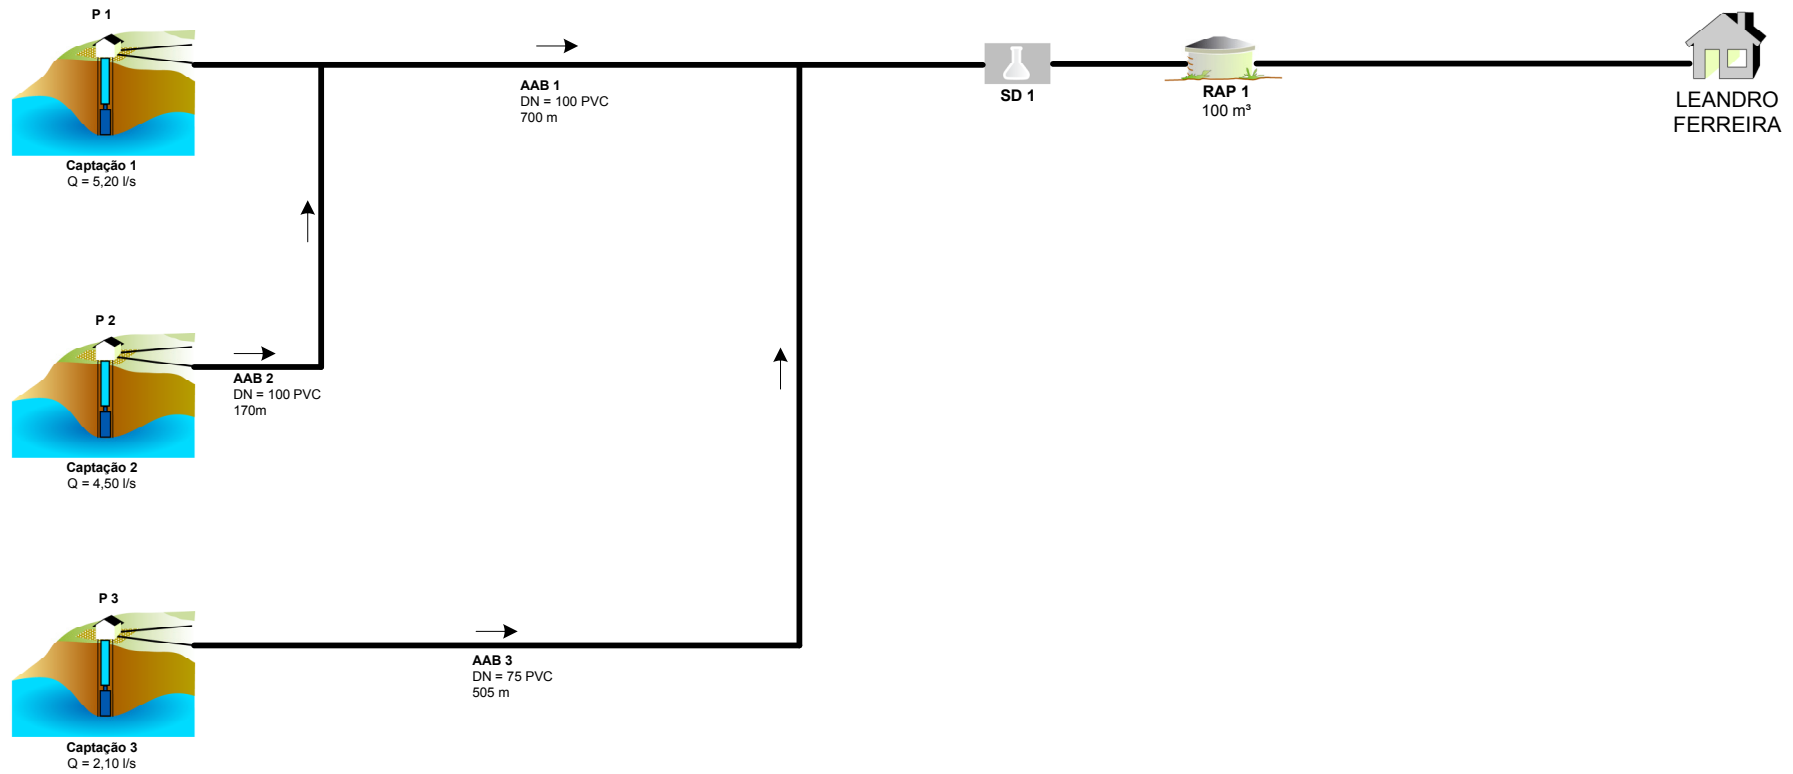 P 1
Captação 1
Q = 5,20 l/s
AAB 1
DN = 100 PVC
700 m
SD 1
RAP 1
100 m³
LEANDRO
FERREIRA
P 2
Captação 2
Q = 4,50 l/s
AAB 2
DN = 100 PVC
170m
P 3
Captação 3
Q = 2,10 l/s
AAB 3
DN = 75 PVC
505 m